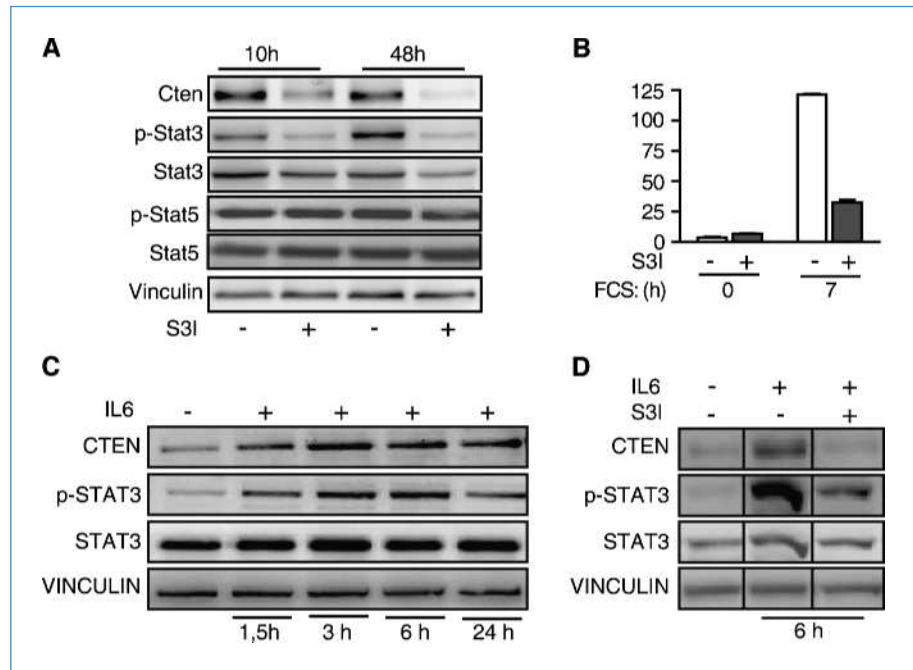 A
10h 48h
Cten
p-Stat3
Stat3
p-Stat5
Stat5
Vinculin
S3I - + - +
B
125
100
75
50
25
0
S3I - + - +
FCS: (h) 0 7
C
IL6 - + + + +
CTEN
p-STAT3
STAT3
VINCULIN
1,5h 3 h 6 h 24 h
D
IL6 - + +
S3I - - +
CTEN
p-STAT3
STAT3
VINCULIN
6 h